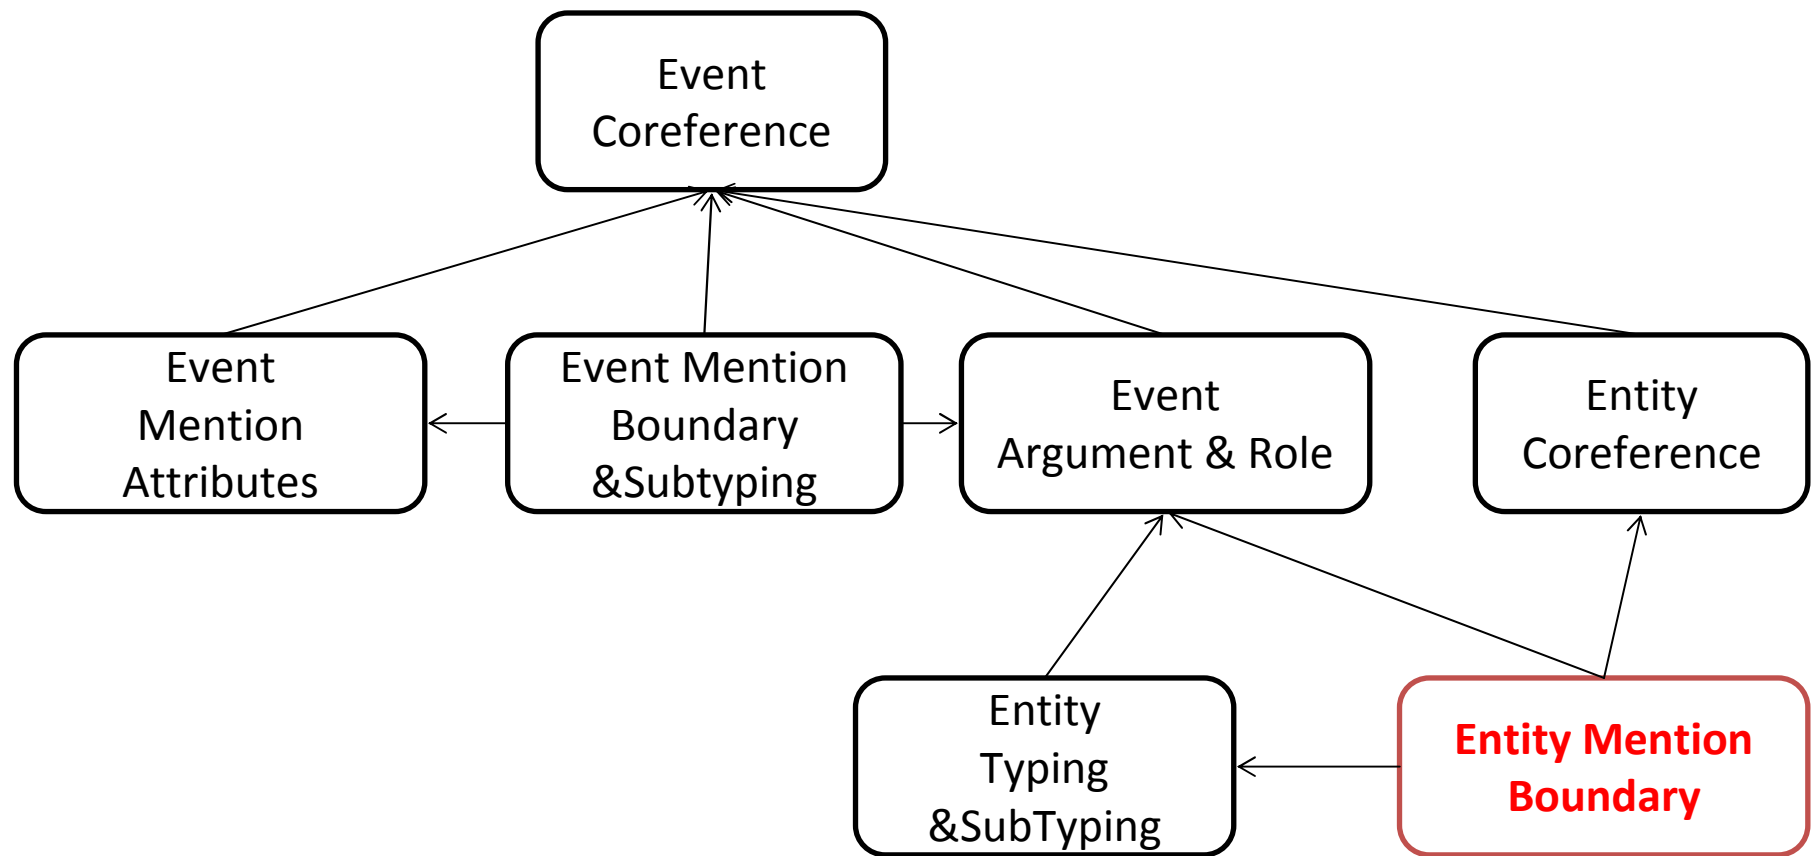 Event
Coreference
Event
Mention
Attributes
Event Mention
Boundary
&Subtyping
Event
Argument & Role
Entity
Coreference
Entity
Typing
&SubTyping
Entity Mention
Boundary